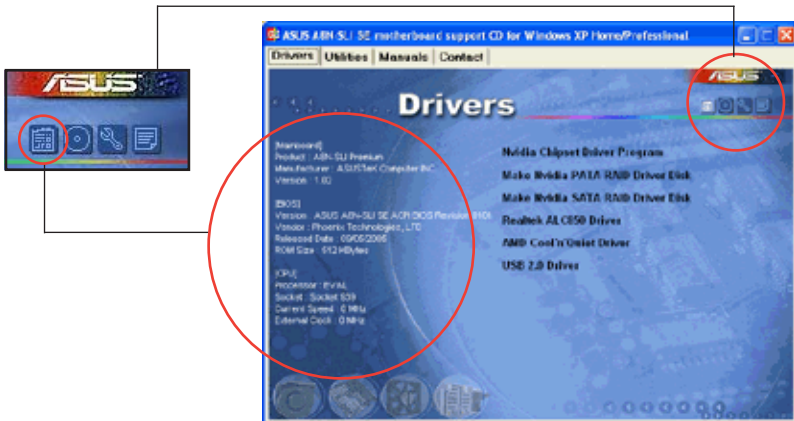 ASUS
ASUS A8N-SLI SE motherboard support CD for Windows XP Home/Professional
Drivers Utilities Manuals Contact
ASUS
Drivers
[Mainboard]
Product : A8N-SLI Premium
Manufacturer : ASUSTeK Computer INC.
Version : 1.00
[BIOS]
Version : ASUS A8N-SLI SE ACPI BIOS Revision 0101
Vendor : Phoenix Technologies, LTD
Released Date : 09/05/2005
ROM Size : 512 KBytes
[CPU]
Processor : EVAL
Socket : Socket 939
Current Speed : 0 MHz
External Clock : 0 MHz
Nvidia Chipset Driver Program
Make Nvidia PATA RAID Driver Disk
Make Nvidia SATA RAID Driver Disk
Realtek ALC850 Driver
AMD Cool'n'Quiet Driver
USB 2.0 Driver